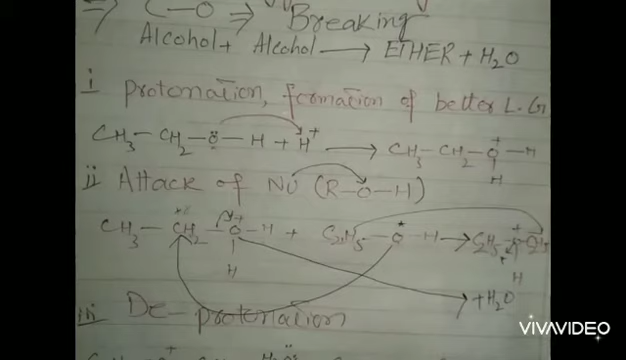 ⇒ C – O ⇒ "Breaking"
Alcohol + Alcohol ⟶ ETHER + H₂O
i protonation, formation of better L.G
CH₃ – CH₂ – Ö – H + H⁺ ⟶ CH₃ – CH₂ – O⁺ – H
H
ii Attack of NU (R – O – H)
CH₃ – CH₂ – O⁺ – H + C₂H₅ – O – H ⟶
H
H
+ H₂O
iii De-protonation
VIVAVIDEO